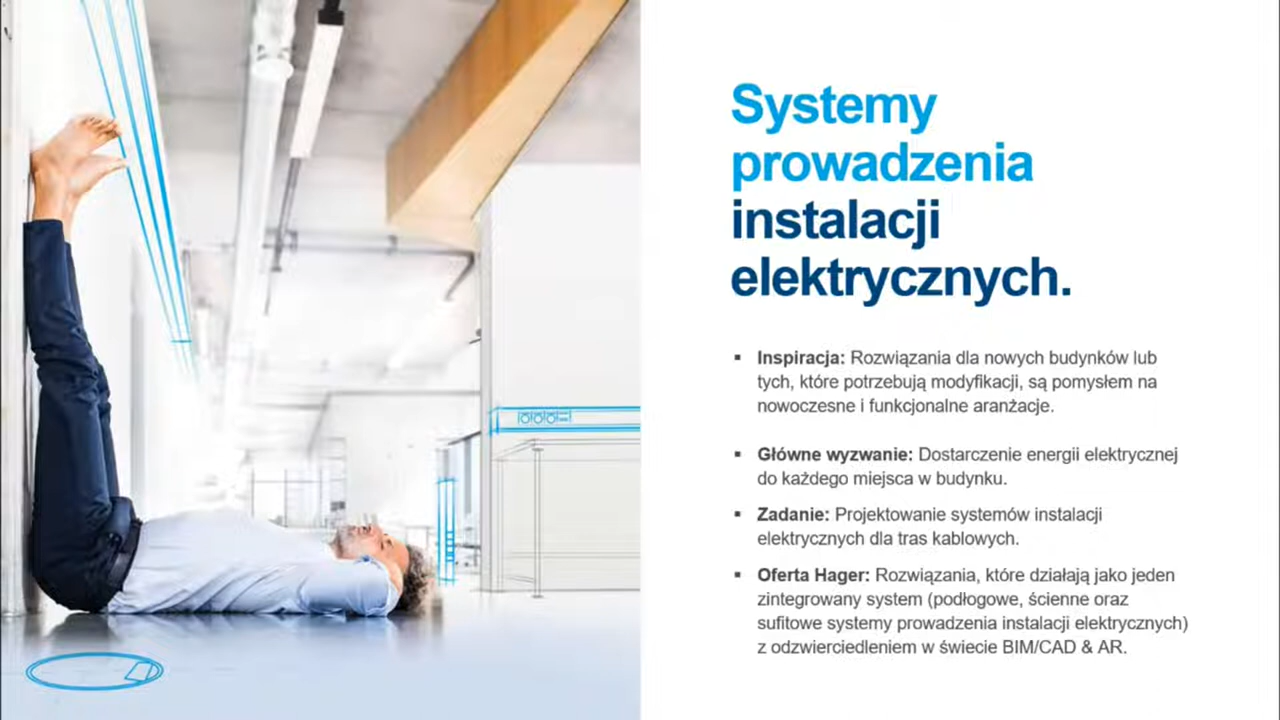 Systemy
prowadzenia
instalacji
elektrycznych.
▪ Inspiracja: Rozwiązania dla nowych budynków lub
tych, które potrzebują modyfikacji, są pomysłem na
nowoczesne i funkcjonalne aranżacje.
▪ Główne wyzwanie: Dostarczenie energii elektrycznej
do każdego miejsca w budynku.
▪ Zadanie: Projektowanie systemów instalacji
elektrycznych dla tras kablowych.
▪ Oferta Hager: Rozwiązania, które działają jako jeden
zintegrowany system (podłogowe, ścienne oraz
sufitowe systemy prowadzenia instalacji elektrycznych)
z odzwierciedleniem w świecie BIM/CAD & AR.